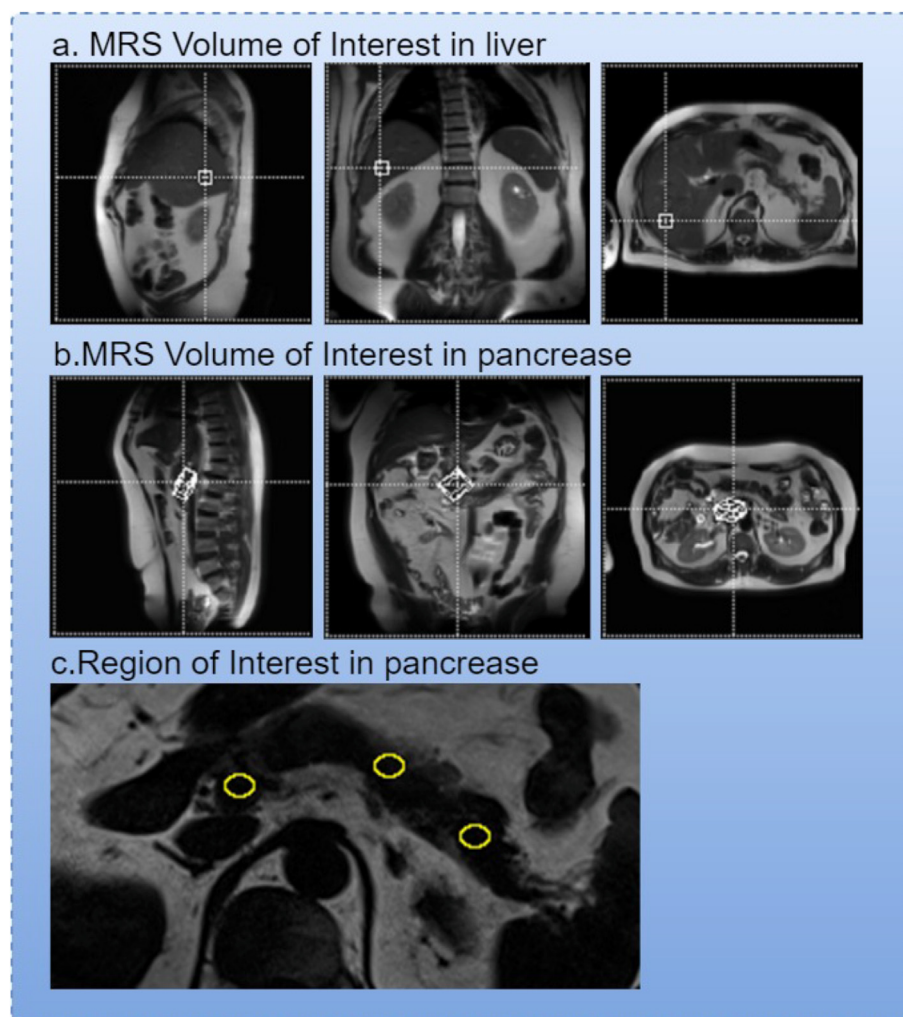 a. MRS Volume of Interest in liver
b.MRS Volume of Interest in pancrease
c.Region of Interest in pancrease